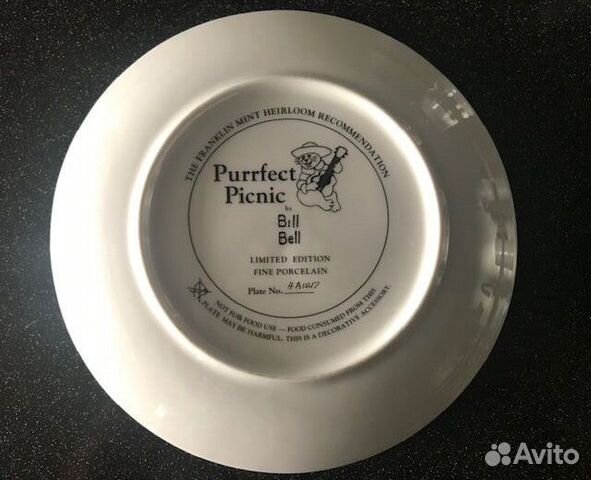 THE FRANKLIN MINT HEIRLOOM RECOMMENDATION
Purrfect
Picnic
by
Bill
Bell
LIMITED EDITION
FINE PORCELAIN
Plate No. HA1217
NOT FOR FOOD USE — FOOD CONSUMED FROM THIS
PLATE MAY BE HARMFUL. THIS IS A DECORATIVE ACCESSORY.
Avito